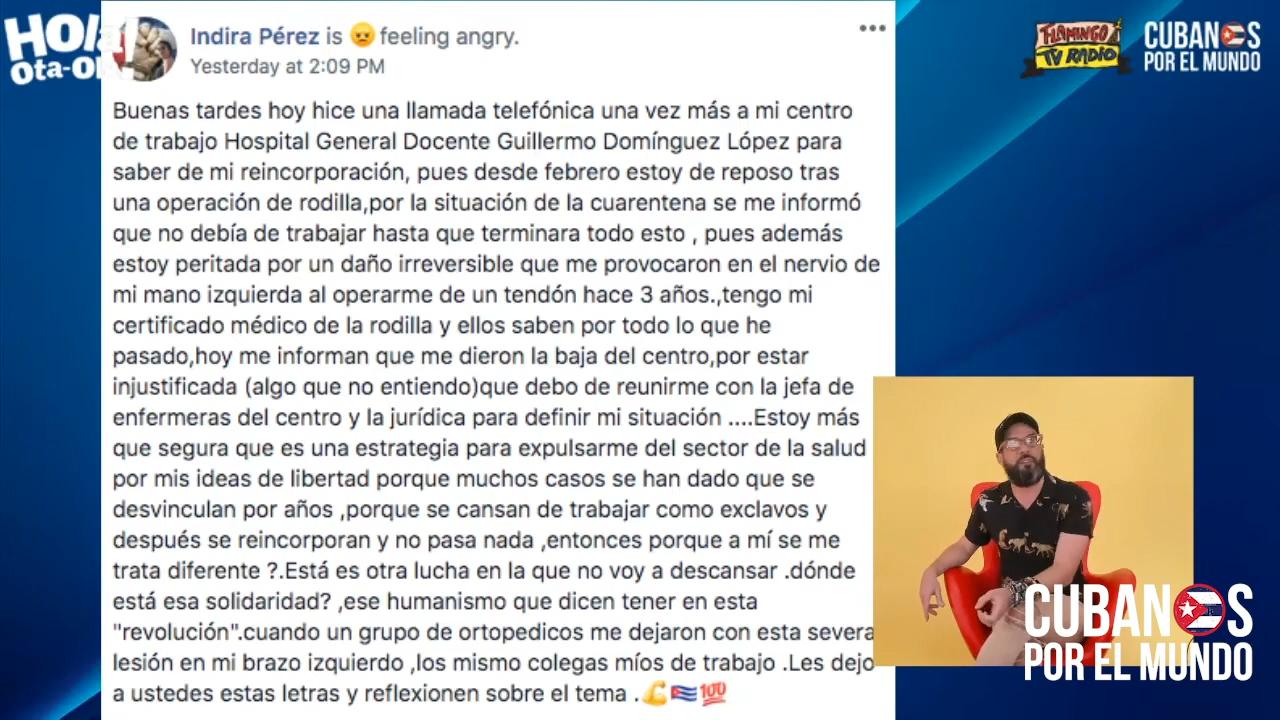 Hola!
Ota-Ola
Indira Pérez is 😠 feeling angry.
Yesterday at 2:09 PM
FLAMINGO
TV RADIO
CUBANOS
POR EL MUNDO
Buenas tardes hoy hice una llamada telefónica una vez más a mi centro
de trabajo Hospital General Docente Guillermo Domínguez López para
saber de mi reincorporación, pues desde febrero estoy de reposo tras
una operación de rodilla,por la situación de la cuarentena se me informó
que no debía de trabajar hasta que terminara todo esto , pues además
estoy peritada por un daño irreversible que me provocaron en el nervio de
mi mano izquierda al operarme de un tendón hace 3 años.,tengo mi
certificado médico de la rodilla y ellos saben por todo lo que he
pasado,hoy me informan que me dieron la baja del centro,por estar
injustificada (algo que no entiendo)que debo de reunirme con la jefa de
enfermeras del centro y la jurídica para definir mi situación ....Estoy más
que segura que es una estrategia para expulsarme del sector de la salud
por mis ideas de libertad porque muchos casos se han dado que se
desvinculan por años ,porque se cansan de trabajar como exclavos y
después se reincorporan y no pasa nada ,entonces porque a mí se me
trata diferente ?.Está es otra lucha en la que no voy a descansar .dónde
está esa solidaridad? ,ese humanismo que dicen tener en esta
"revolución".cuando un grupo de ortopedicos me dejaron con esta severa
lesión en mi brazo izquierdo ,los mismo colegas míos de trabajo .Les dejo
a ustedes estas letras y reflexionen sobre el tema .💪🇨🇺💯
CUBANOS
POR EL MUNDO